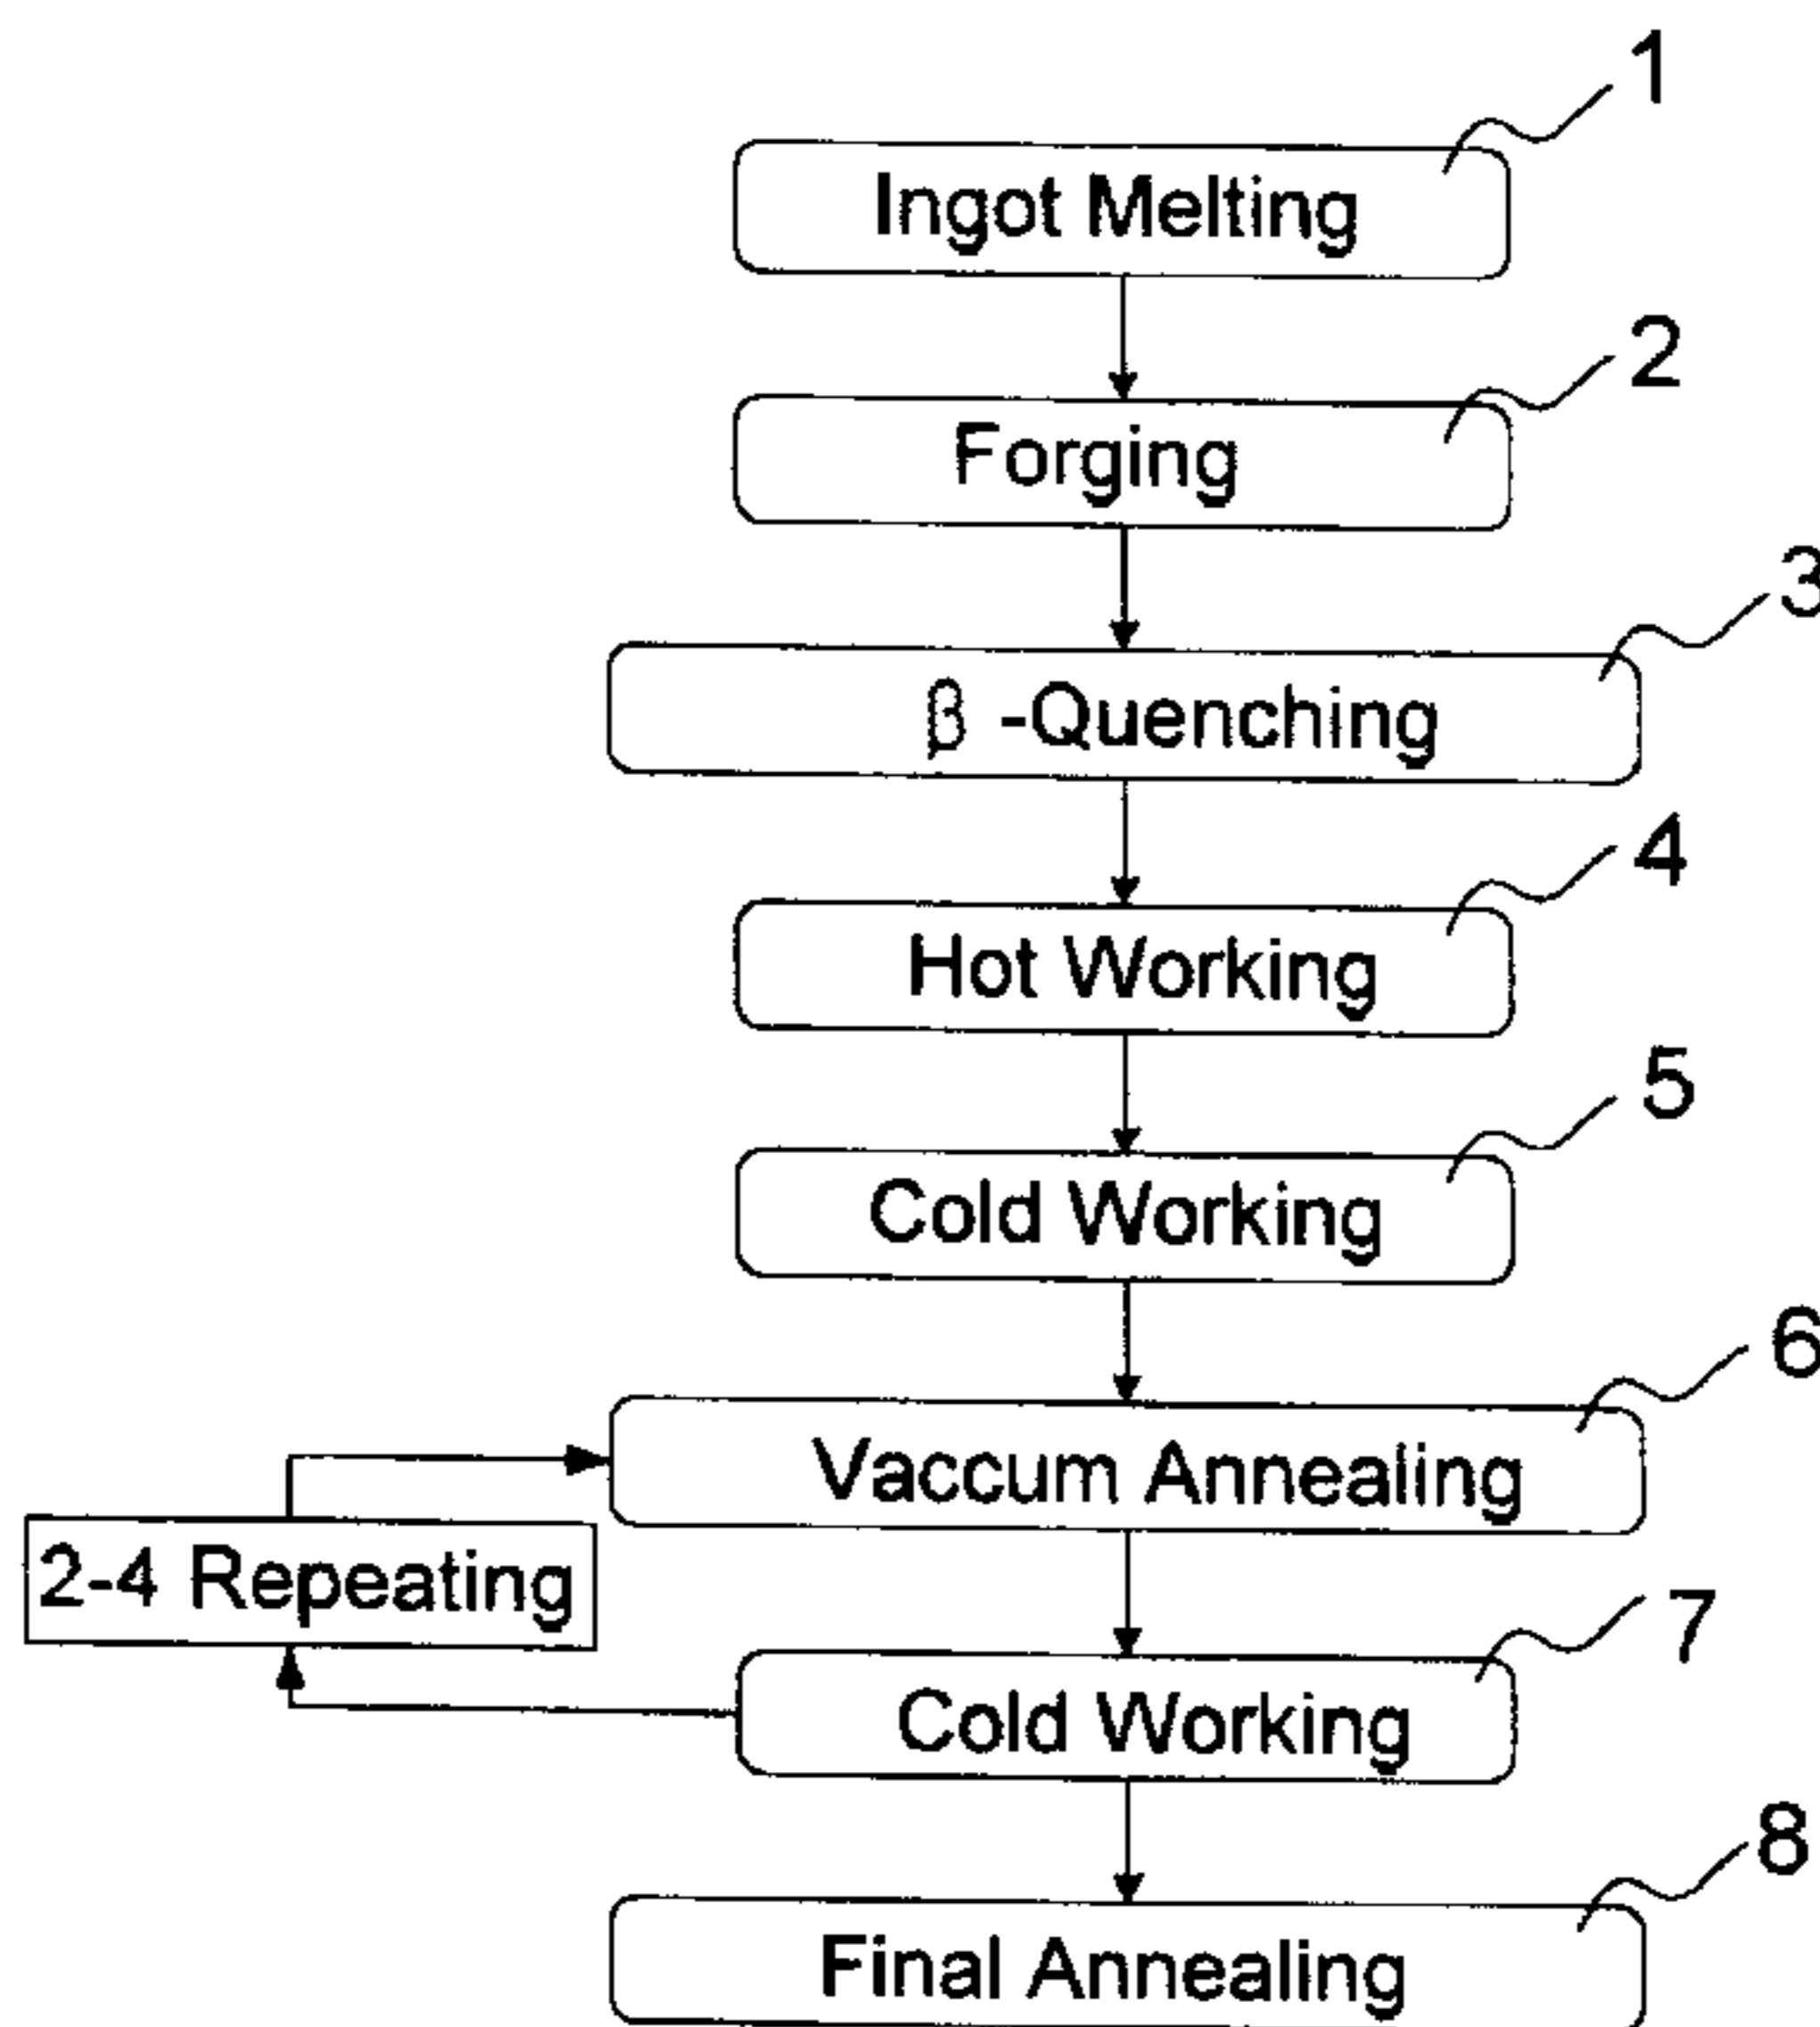 1
Ingot Melting
2
Forging
3
β -Quenching
4
Hot Working
5
Cold Working
6
Vaccum Annealing
2-4 Repeating
7
Cold Working
8
Final Annealing